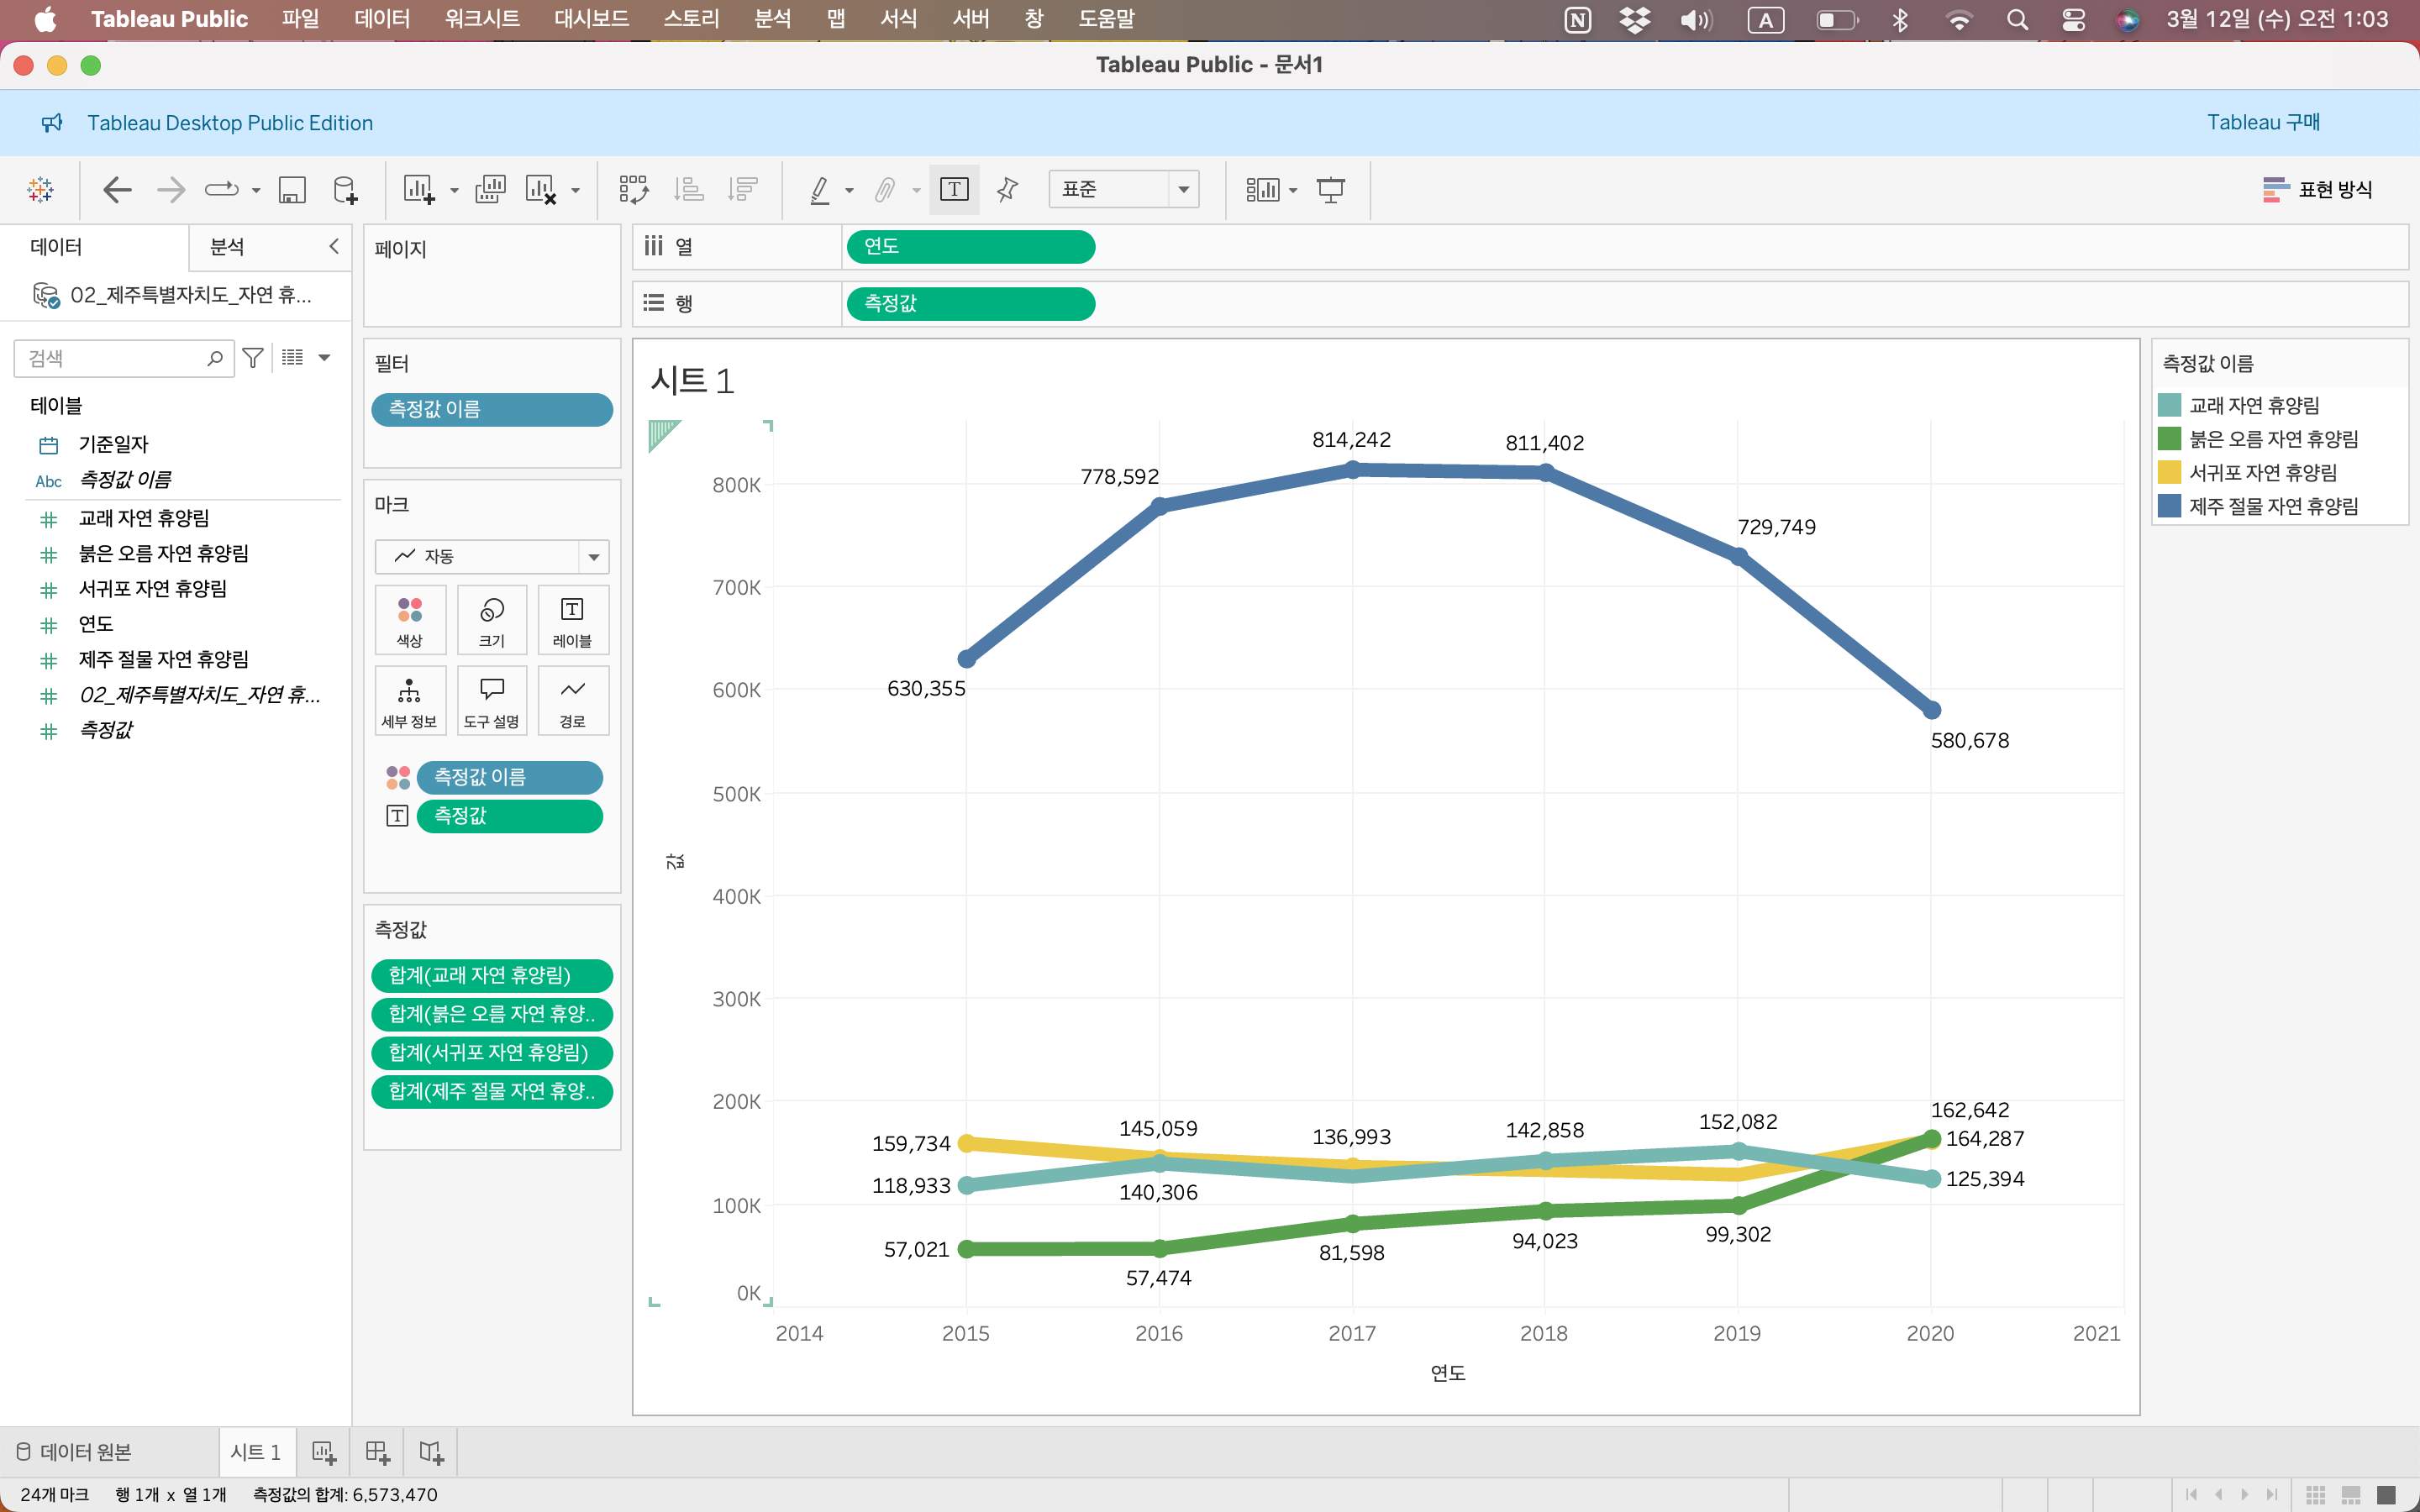 Tableau Public 파일 데이터 워크시트 대시보드 스토리 분석 맵 서식 서버 창 도움말 N A 3월 12일 (수) 오전 1:03
Tableau Public - 문서1
Tableau Desktop Public Edition Tableau 구매
T 표준 표현 방식
데이터 분석
페이지
열 연도
02_제주특별자치도_자연 휴...
행 측정값
검색
필터
측정값 이름
테이블
기준일자
Abc 측정값 이름
교래 자연 휴양림
붉은 오름 자연 휴양림
서귀포 자연 휴양림
연도
제주 절물 자연 휴양림
02_제주특별자치도_자연 휴...
측정값
마크
자동
색상 크기 레이블
세부 정보 도구 설명 경로
측정값 이름
측정값
측정값
합계(교래 자연 휴양림)
합계(붉은 오름 자연 휴양..
합계(서귀포 자연 휴양림)
합계(제주 절물 자연 휴양..
시트 1
800K
700K
600K
500K
400K
300K
200K
100K
0K
값
630,355
778,592
814,242
811,402
729,749
580,678
159,734
145,059
136,993
142,858
152,082
162,642
164,287
118,933
140,306
125,394
57,021
57,474
81,598
94,023
99,302
2014 2015 2016 2017 2018 2019 2020 2021
연도
측정값 이름
교래 자연 휴양림
붉은 오름 자연 휴양림
서귀포 자연 휴양림
제주 절물 자연 휴양림
데이터 원본 시트 1
24개 마크 행 1개 x 열 1개 측정값의 합계: 6,573,470